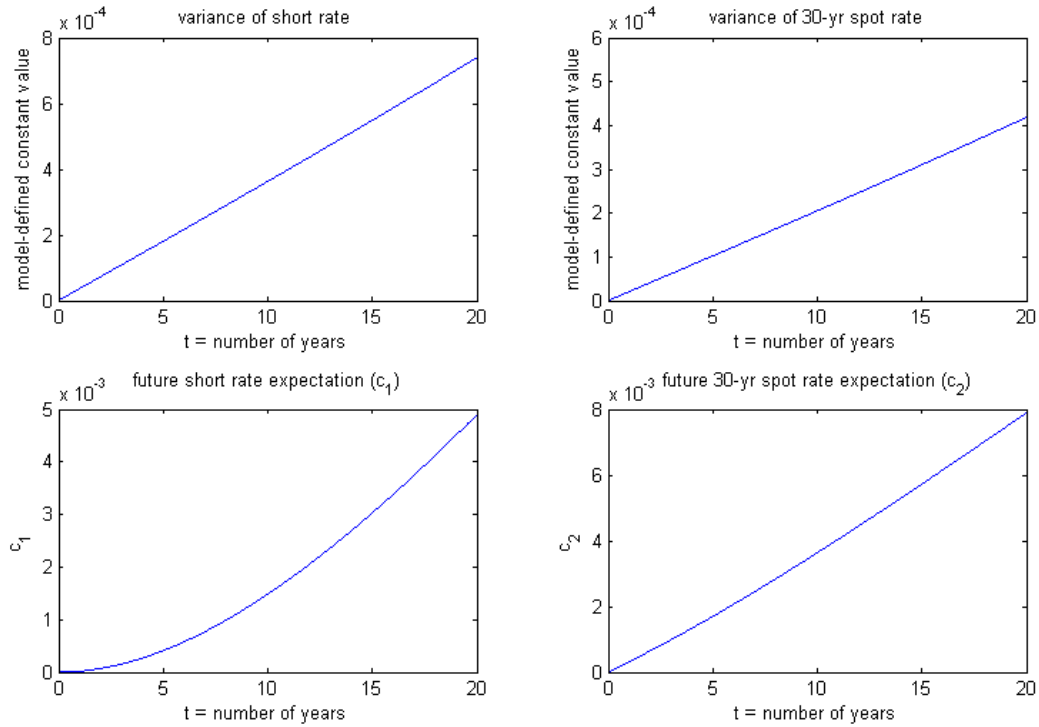 variance of short rate
x 10-4
8
6
4
2
0
model-defined constant value
0 5 10 15 20
t = number of years
variance of 30-yr spot rate
x 10-4
6
5
4
3
2
1
0
model-defined constant value
0 5 10 15 20
t = number of years
future short rate expectation (c1)
x 10-3
5
4
3
2
1
0
c1
0 5 10 15 20
t = number of years
future 30-yr spot rate expectation (c2)
x 10-3
8
6
4
2
0
c2
0 5 10 15 20
t = number of years